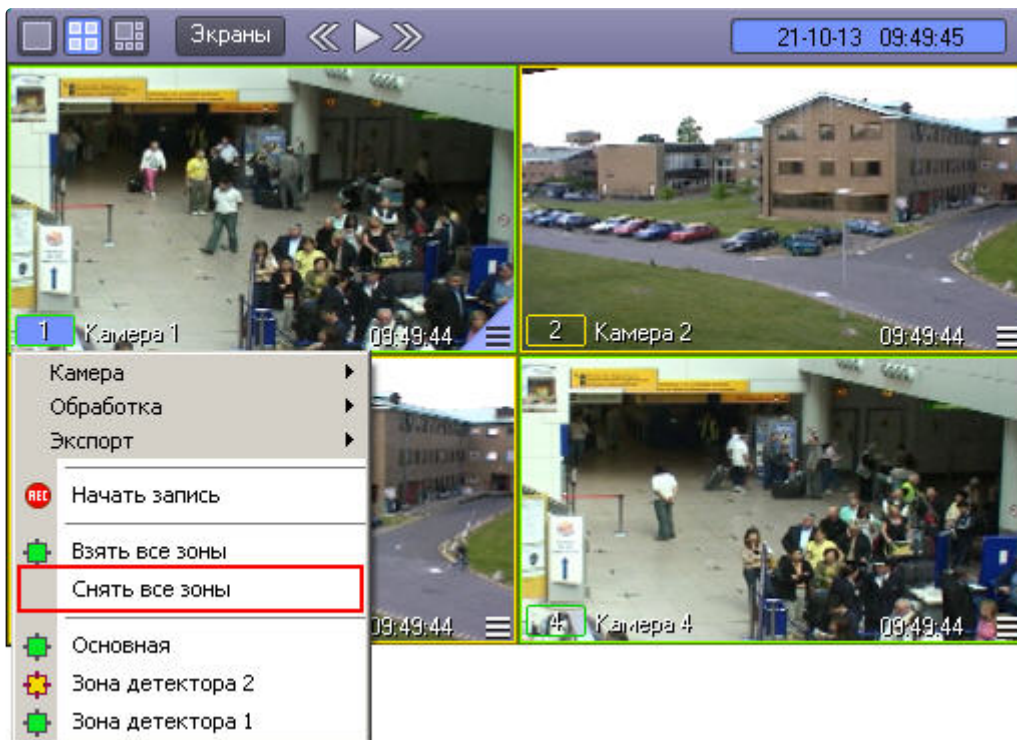 Экраны
21-10-13 09:49:45
1 Камера 1 09:49:44
2 Камера 2 09:49:44
Камера
Обработка
Экспорт
REC Начать запись
Взять все зоны
Снять все зоны
Основная
Зона детектора 2
Зона детектора 1
09:49:44
4 Камера 4 09:49:44